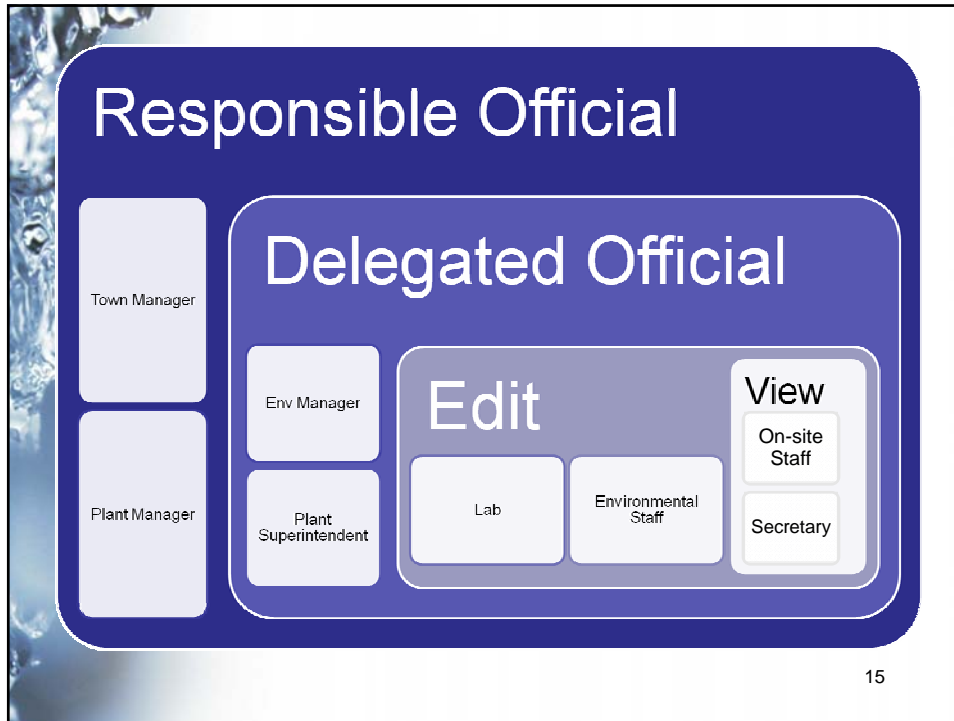 Responsible Official
Town Manager
Plant Manager
Delegated Official
Env Manager
Plant
Superintendent
Edit
Lab
Environmental
Staff
View
On-site
Staff
Secretary
15